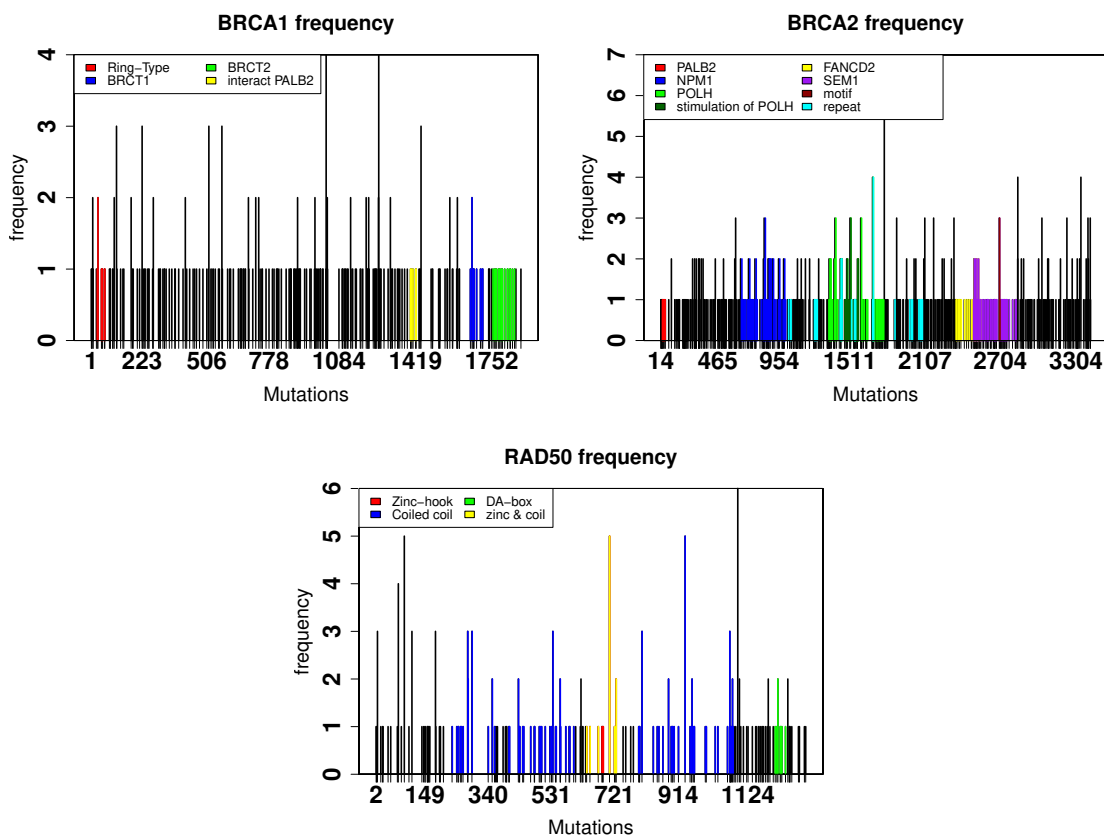 BRCA1 frequency
Ring-Type
BRCT1
BRCT2
interact PALB2
frequency
0
1
2
3
4
1 223 506 778 1084 1419 1752
Mutations
BRCA2 frequency
PALB2
NPM1
POLH
stimulation of POLH
FANCD2
SEM1
motif
repeat
frequency
0
1
2
3
4
5
6
7
14 465 954 1511 2107 2704 3304
Mutations
RAD50 frequency
Zinc-hook
Coiled coil
DA-box
zinc & coil
frequency
0
1
2
3
4
5
6
2 149 340 531 721 914 1124
Mutations